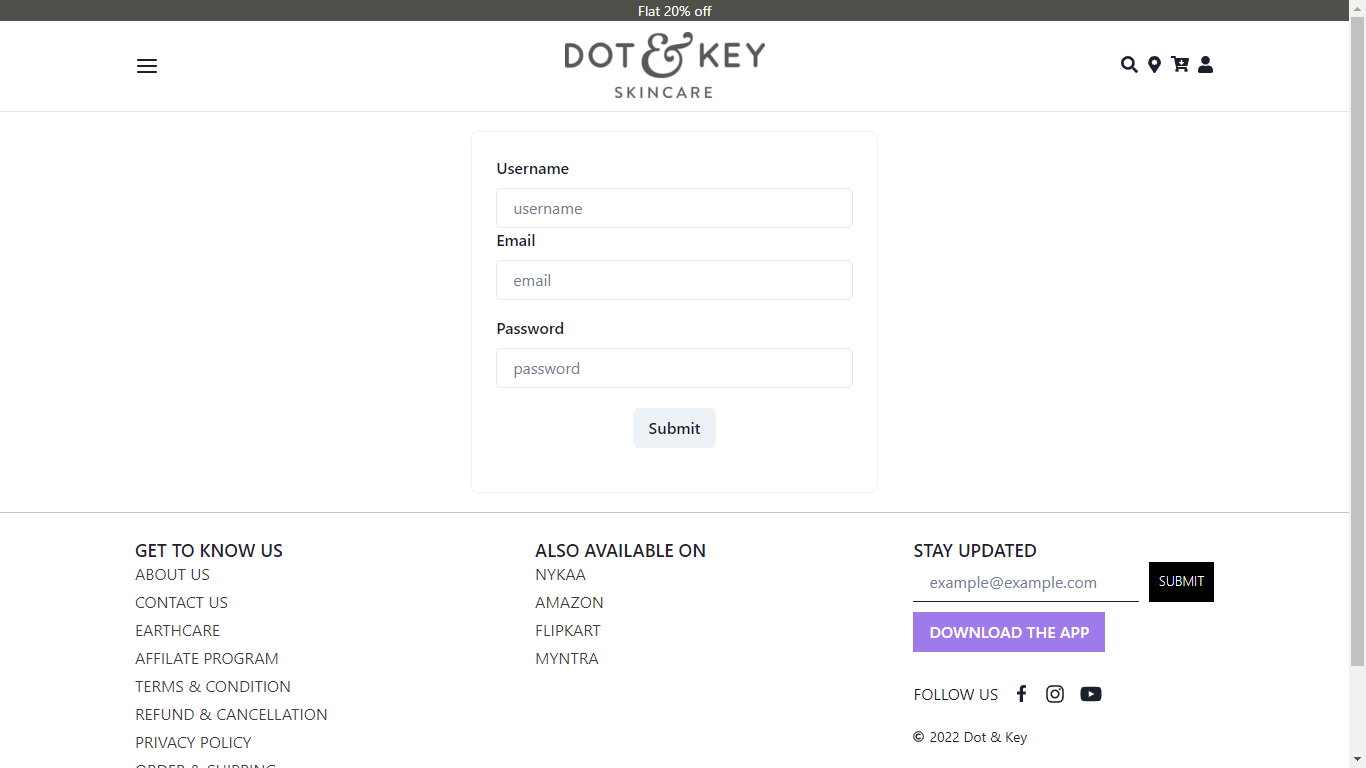 Flat 20% off
DOT & KEY
SKINCARE
Username
username
Email
email
Password
password
Submit
GET TO KNOW US
ABOUT US
CONTACT US
EARTHCARE
AFFILATE PROGRAM
TERMS & CONDITION
REFUND & CANCELLATION
PRIVACY POLICY
ORDER & SHIPPING
ALSO AVAILABLE ON
NYKAA
AMAZON
FLIPKART
MYNTRA
STAY UPDATED
example@example.com
SUBMIT
DOWNLOAD THE APP
FOLLOW US
© 2022 Dot & Key